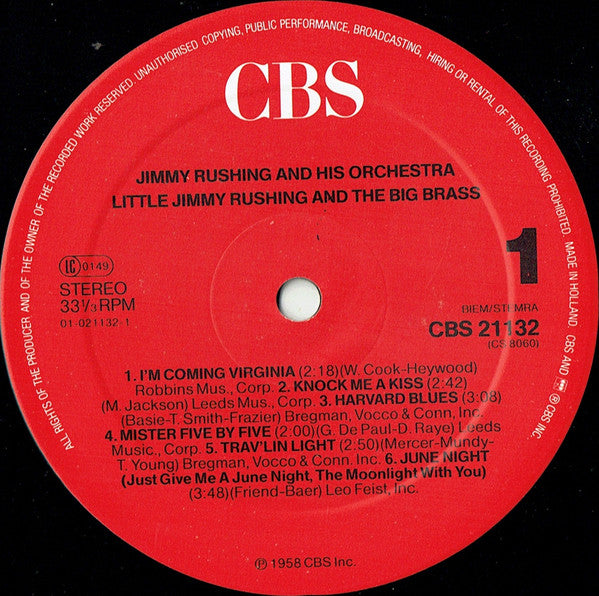 ALL RIGHTS OF THE PRODUCER AND OF THE OWNER OF THE RECORDED WORK RESERVED. UNAUTHORISED COPYING, PUBLIC PERFORMANCE, BROADCASTING, HIRING OR RENTAL OF THIS RECORDING PROHIBITED. MADE IN HOLLAND. CBS AND ® CBS INC.
CBS
JIMMY RUSHING AND HIS ORCHESTRA
LITTLE JIMMY RUSHING AND THE BIG BRASS
LC 0149
STEREO
33 1/3 RPM
01-021132-1
1
BIEM/STEMRA
CBS 21132
(CS 8060)
1. I'M COMING VIRGINIA (2:18)(W. Cook-Heywood)
Robbins Mus., Corp. 2. KNOCK ME A KISS (2:42)
(M. Jackson) Leeds Mus., Corp. 3. HARVARD BLUES (3:08)
(Basie-T. Smith-Frazier) Bregman, Vocco & Conn, Inc.
4. MISTER FIVE BY FIVE (2:00)(G. De Paul-D. Raye) Leeds
Music., Corp. 5. TRAV'LIN LIGHT (2:50)(Mercer-Mundy-
T. Young) Bregman, Vocco & Conn. Inc. 6. JUNE NIGHT
(Just Give Me A June Night, The Moonlight With You)
(3:48)(Friend-Baer) Leo Feist, Inc.
℗ 1958 CBS Inc.